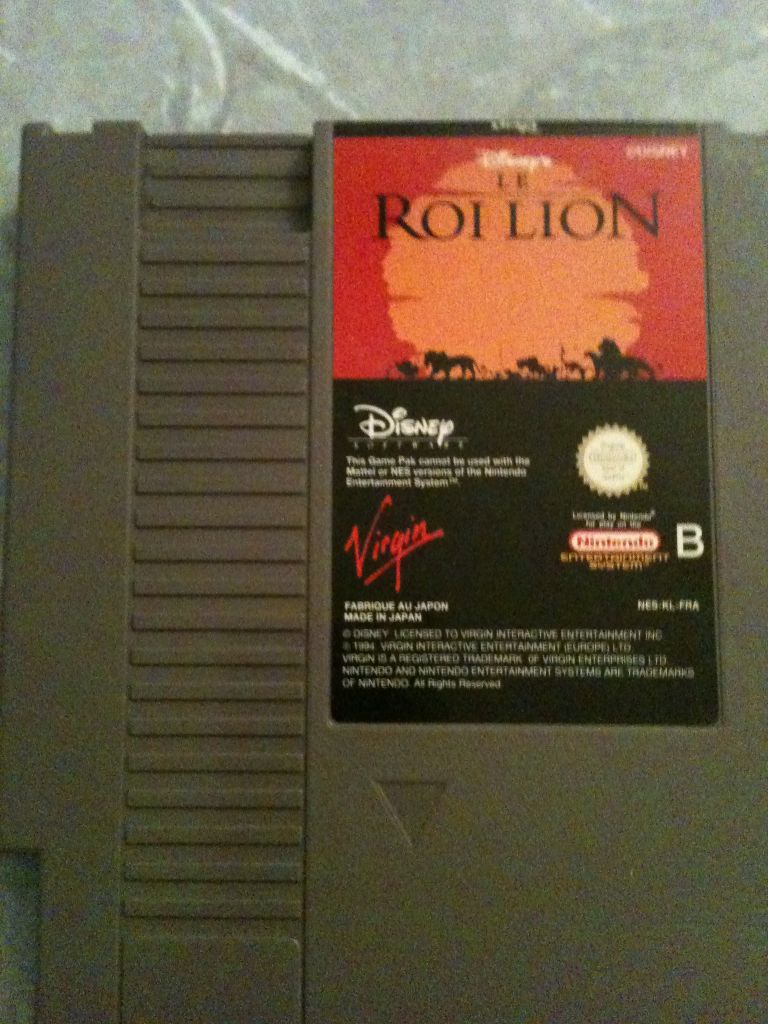 Disney's
LE
ROI LION
DISNEY
SOFTWARE
This Game Pak cannot be used with the
Mattel or NES versions of the Nintendo
Entertainment System™.
Virgin
Licensed by Nintendo®
for play on the
Nintendo
ENTERTAINMENT
SYSTEM
B
FABRIQUE AU JAPON
MADE IN JAPAN
NES-KL-FRA
© DISNEY. LICENSED TO VIRGIN INTERACTIVE ENTERTAINMENT INC
© 1994 VIRGIN INTERACTIVE ENTERTAINMENT (EUROPE) LTD
VIRGIN IS A REGISTERED TRADEMARK OF VIRGIN ENTERPRISES LTD.
NINTENDO AND NINTENDO ENTERTAINMENT SYSTEMS ARE TRADEMARKS
OF NINTENDO. All Rights Reserved